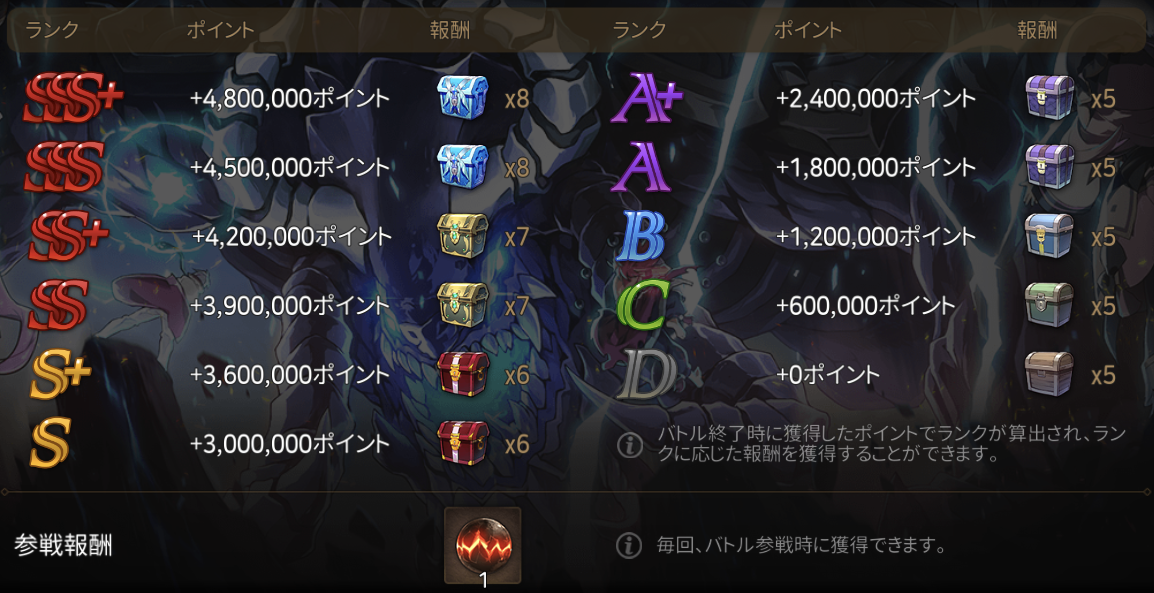 ランク ポイント 報酬 ランク ポイント 報酬
SSS+ +4,800,000ポイント x8 A+ +2,400,000ポイント x5
SSS +4,500,000ポイント x8 A +1,800,000ポイント x5
SS+ +4,200,000ポイント x7 B +1,200,000ポイント x5
SS +3,900,000ポイント x7 C +600,000ポイント x5
S+ +3,600,000ポイント x6 D +0ポイント x5
S +3,000,000ポイント x6
バトル終了時に獲得したポイントでランクが算出され、ラン
クに応じた報酬を獲得することができます。
参戦報酬 1 毎回、バトル参戦時に獲得できます。